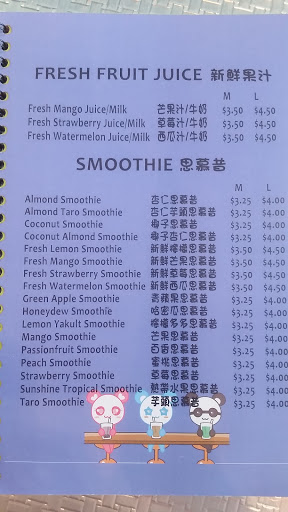 FRESH FRUIT JUICE 新鮮果汁
M L
Fresh Mango Juice/Milk 芒果汁/牛奶 $3.50 $4.50
Fresh Strawberry Juice/Milk 草莓汁/牛奶 $3.50 $4.50
Fresh Watermelon Juice/Milk 西瓜汁/牛奶 $3.50 $4.50
SMOOTHIE 思慕昔
M L
Almond Smoothie 杏仁思慕昔 $3.25 $4.00
Almond Taro Smoothie 杏仁芋頭思慕昔 $3.25 $4.00
Coconut Smoothie 椰子思慕昔 $3.25 $4.00
Coconut Almond Smoothie 椰子杏仁思慕昔 $3.25 $4.00
Fresh Lemon Smoothie 新鮮檸檬思慕昔 $3.50 $4.50
Fresh Mango Smoothie 新鮮芒果思慕昔 $3.50 $4.50
Fresh Strawberry Smoothie 新鮮草莓思慕昔 $3.50 $4.50
Fresh Watermelon Smoothie 新鮮西瓜思慕昔 $3.50 $4.50
Green Apple Smoothie 青蘋果思慕昔 $3.25 $4.00
Honeydew Smoothie 哈密瓜思慕昔 $3.25 $4.00
Lemon Yakult Smoothie 檸檬多多思慕昔 $3.25 $4.00
Mango Smoothie 芒果思慕昔 $3.25 $4.00
Passionfruit Smoothie 百香思慕昔 $3.25 $4.00
Peach Smoothie 蜜桃思慕昔 $3.25 $4.00
Strawberry Smoothie 草莓思慕昔 $3.25 $4.00
Sunshine Tropical Smoothie 熱帶水果思慕昔 $3.25 $4.00
Taro Smoothie 芋頭思慕昔 $3.25 $4.00